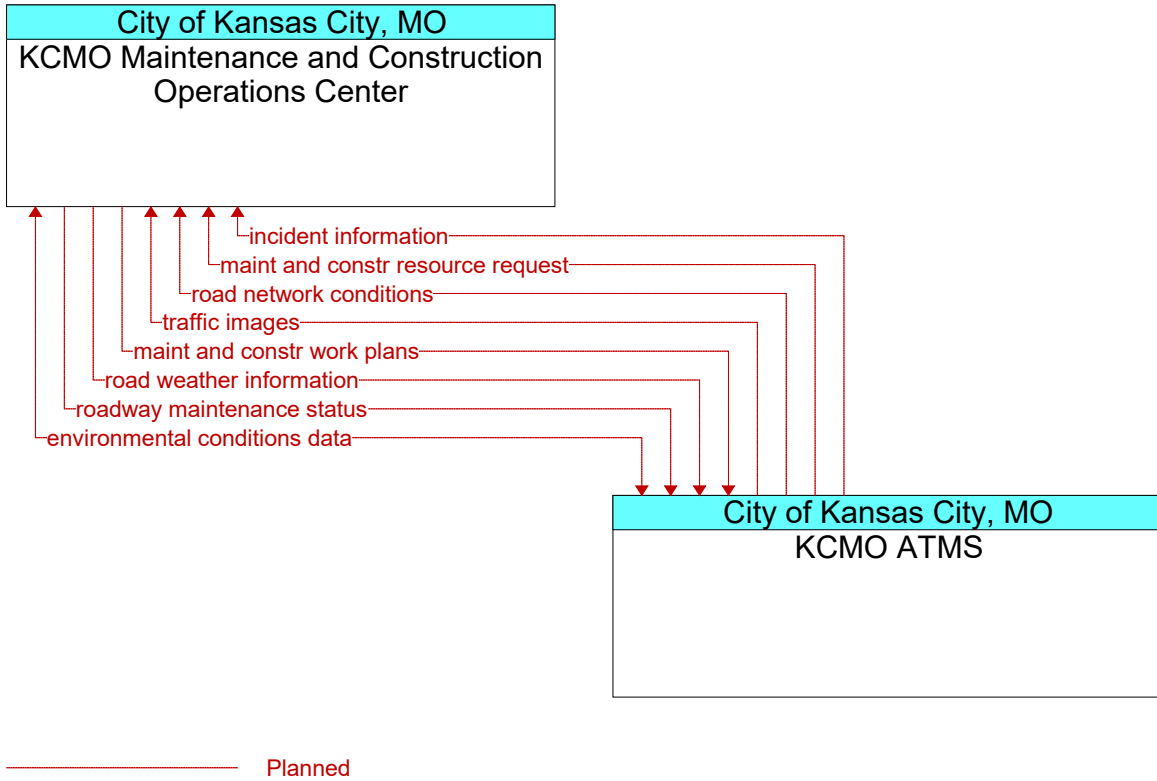 City of Kansas City, MO
KCMO Maintenance and Construction
Operations Center
incident information
maint and constr resource request
road network conditions
traffic images
maint and constr work plans
road weather information
roadway maintenance status
environmental conditions data
City of Kansas City, MO
KCMO ATMS
Planned